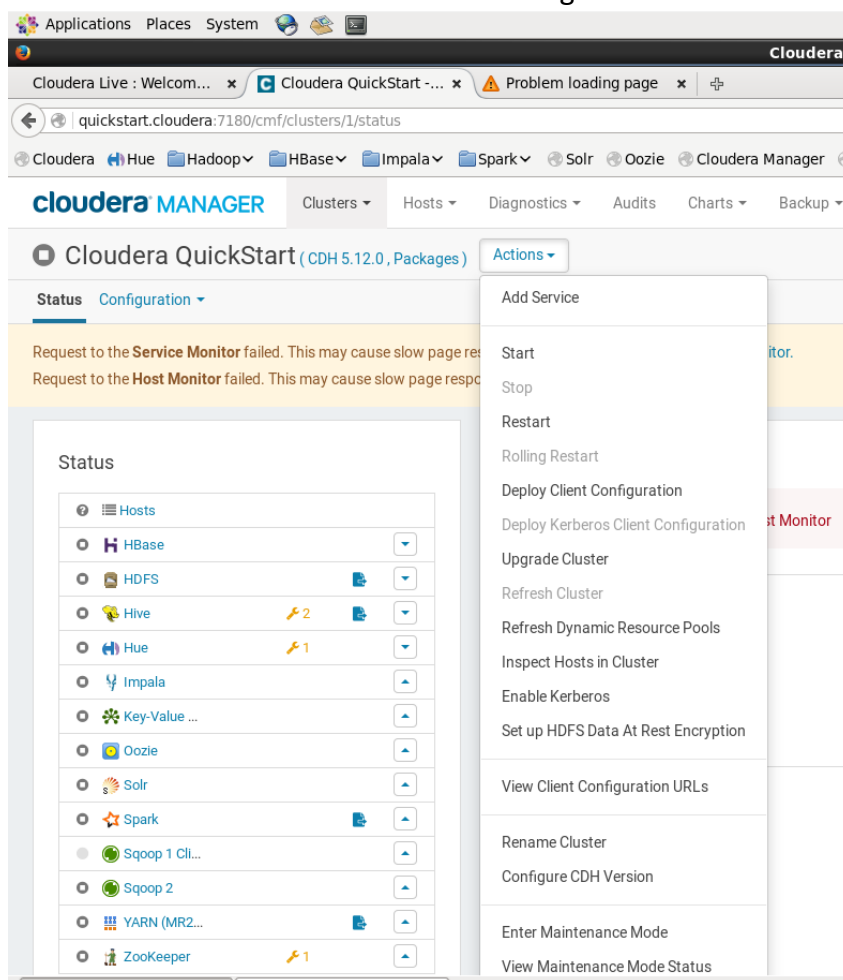 Applications Places System
Cloudera
Cloudera Live : Welcom... × Cloudera QuickStart -... × Problem loading page ×
quickstart.cloudera:7180/cmf/clusters/1/status
Cloudera Hue Hadoop HBase Impala Spark Solr Oozie Cloudera Manager
cloudera MANAGER Clusters Hosts Diagnostics Audits Charts Backup
Cloudera QuickStart (CDH 5.12.0, Packages) Actions
Status Configuration
Request to the Service Monitor failed. This may cause slow page res
itor.
Request to the Host Monitor failed. This may cause slow page respo
Add Service
Start
Stop
Restart
Rolling Restart
Deploy Client Configuration
Deploy Kerberos Client Configuration
Upgrade Cluster
Refresh Cluster
Refresh Dynamic Resource Pools
Inspect Hosts in Cluster
Enable Kerberos
Set up HDFS Data At Rest Encryption
View Client Configuration URLs
Rename Cluster
Configure CDH Version
Enter Maintenance Mode
View Maintenance Mode Status
st Monitor
Status
Hosts
HBase
HDFS
Hive 2
Hue 1
Impala
Key-Value ...
Oozie
Solr
Spark
Sqoop 1 Cli...
Sqoop 2
YARN (MR2...
ZooKeeper 1